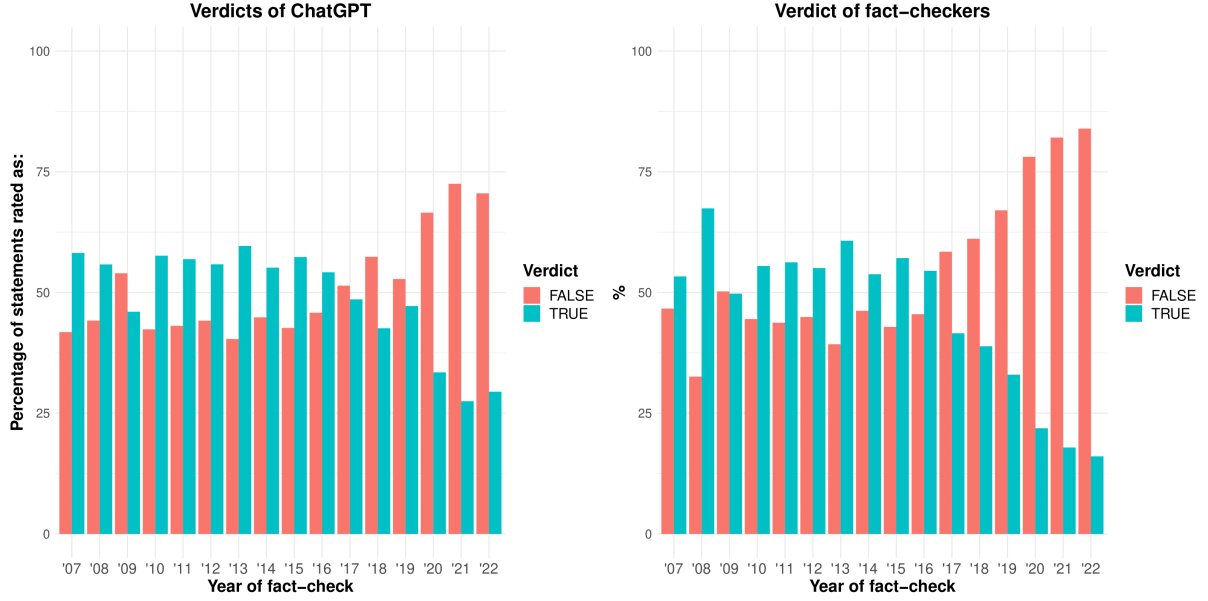 Verdicts of ChatGPT
Percentage of statements rated as:
100
75
50
25
0
'07 '08 '09 '10 '11 '12 '13 '14 '15 '16 '17 '18 '19 '20 '21 '22
Year of fact−check
Verdict
FALSE
TRUE
Verdict of fact−checkers
%
100
75
50
25
0
'07 '08 '09 '10 '11 '12 '13 '14 '15 '16 '17 '18 '19 '20 '21 '22
Year of fact−check
Verdict
FALSE
TRUE